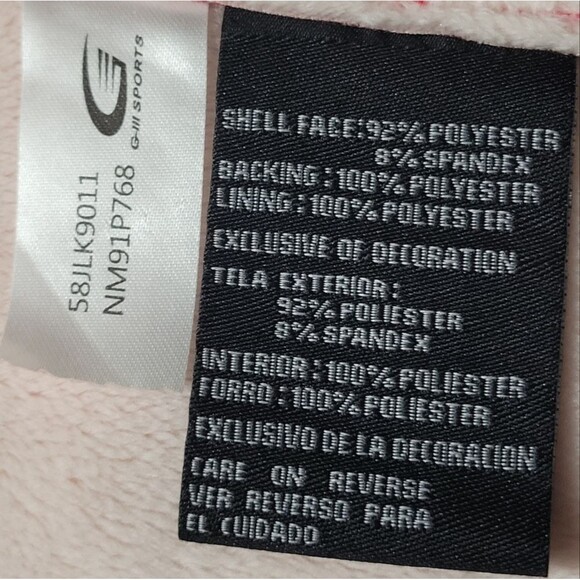 G-III SPORTS
58JLK9011
NM91P768
SHELL FACE:92% POLYESTER
8% SPANDEX
BACKING : 100% POLYESTER
LINING : 100% POLYESTER
EXCLUSIVE OF DECORATION
TELA EXTERIOR :
92% POLIESTER
8% SPANDEX
INTERIOR : 100% POLIESTER
FORRO : 100% POLIESTER
EXCLUSIVO DE LA DECORACION
CARE ON REVERSE
VER REVERSO PARA
EL CUIDADO